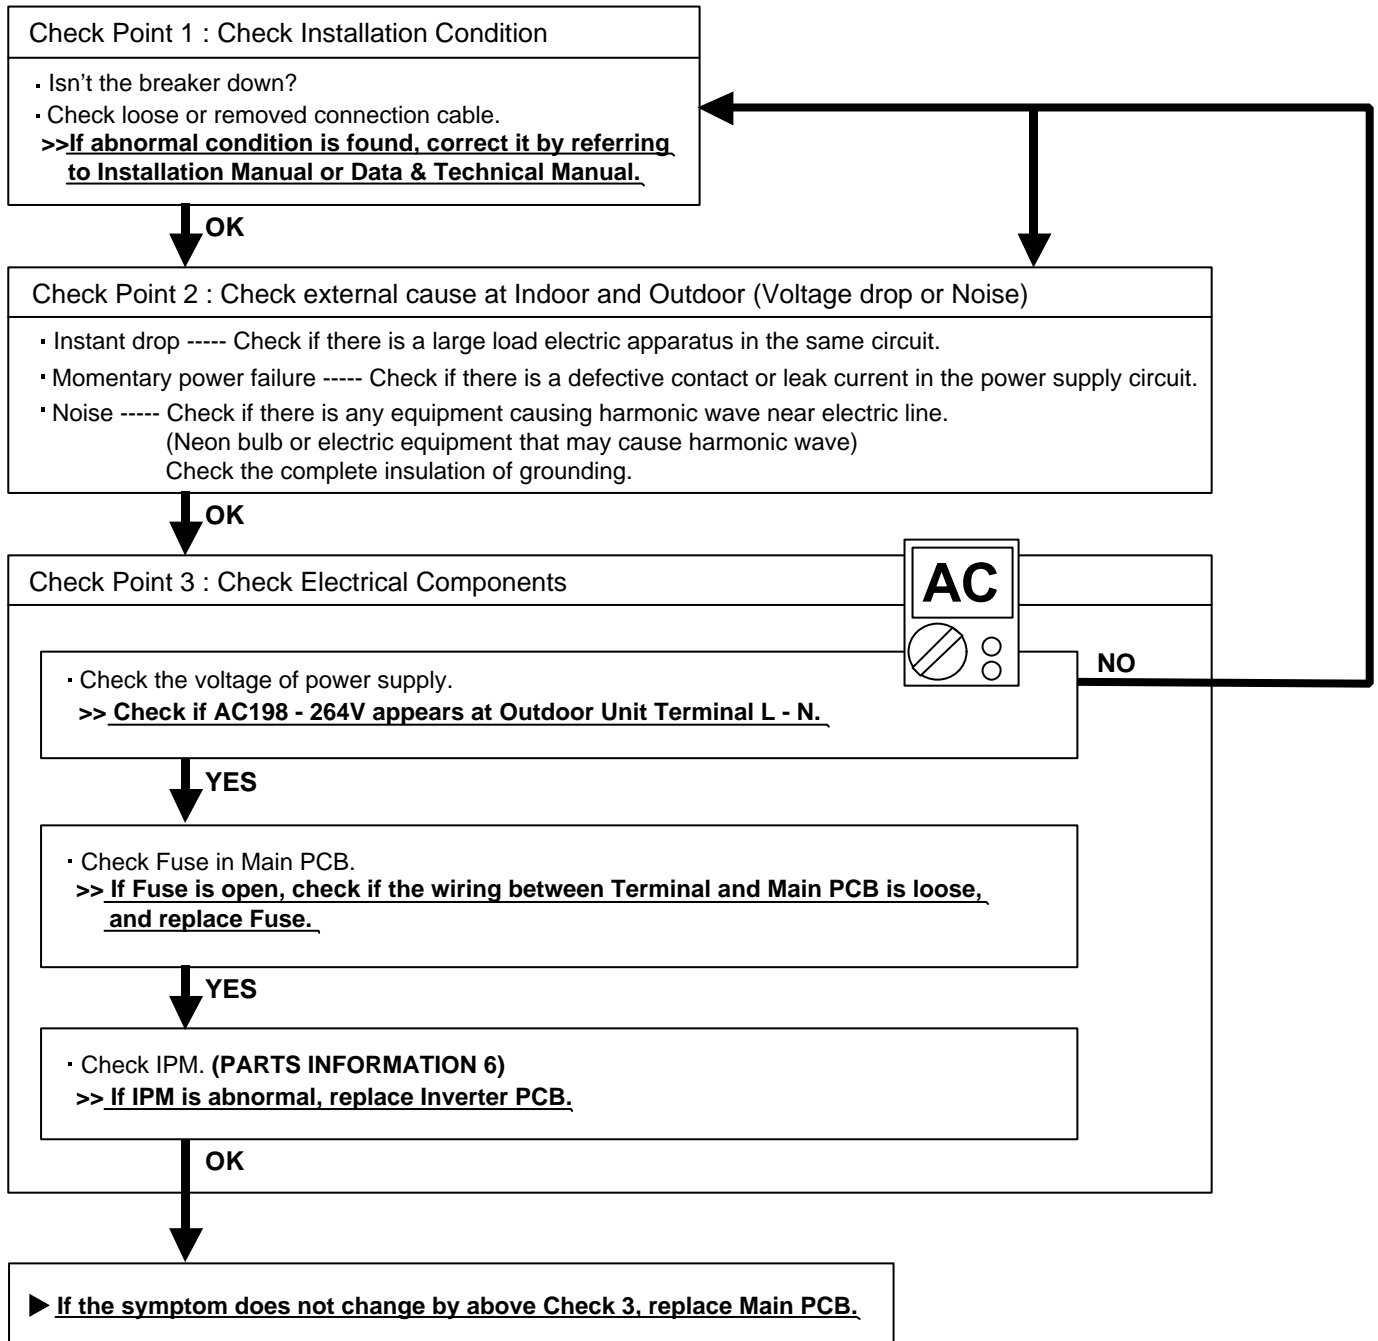 Check Point 1 : Check Installation Condition
· Isn't the breaker down?
· Check loose or removed connection cable.
>>If abnormal condition is found, correct it by referring
to Installation Manual or Data & Technical Manual.
OK
Check Point 2 : Check external cause at Indoor and Outdoor (Voltage drop or Noise)
· Instant drop ----- Check if there is a large load electric apparatus in the same circuit.
· Momentary power failure ----- Check if there is a defective contact or leak current in the power supply circuit.
· Noise ----- Check if there is any equipment causing harmonic wave near electric line.
(Neon bulb or electric equipment that may cause harmonic wave)
Check the complete insulation of grounding.
OK
Check Point 3 : Check Electrical Components
AC
· Check the voltage of power supply.
>> Check if AC198 - 264V appears at Outdoor Unit Terminal L - N.
NO
YES
· Check Fuse in Main PCB.
>> If Fuse is open, check if the wiring between Terminal and Main PCB is loose,
and replace Fuse.
YES
· Check IPM. (PARTS INFORMATION 6)
>> If IPM is abnormal, replace Inverter PCB.
OK
▶ If the symptom does not change by above Check 3, replace Main PCB.